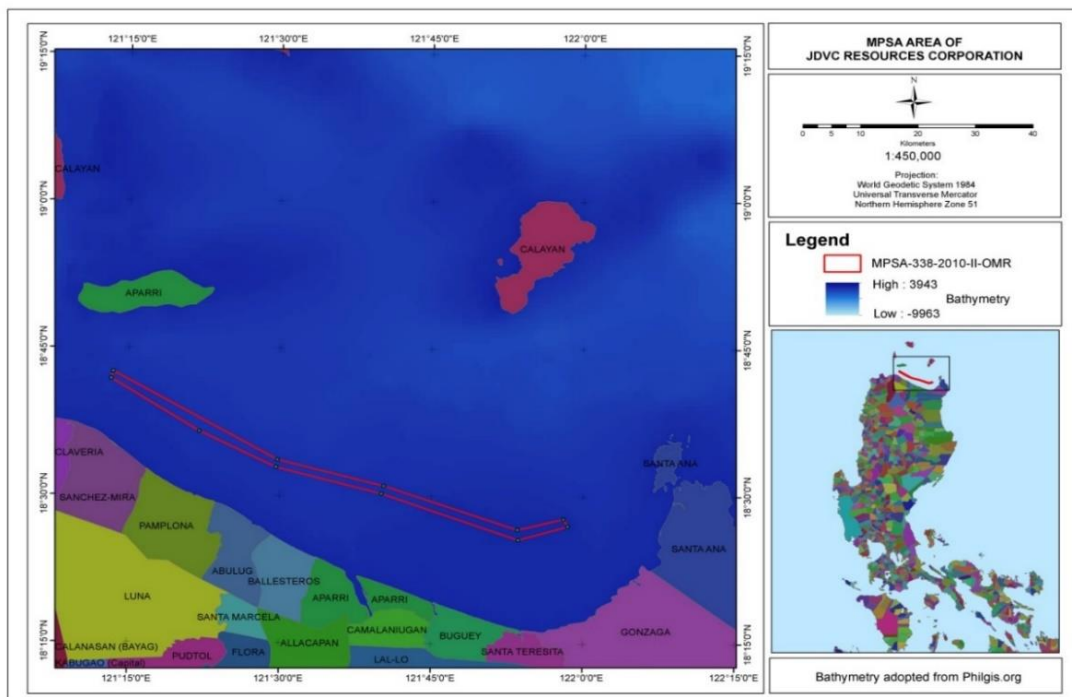 121°15'0"E 121°30'0"E 121°45'0"E 122°0'0"E
19°15'0"N
19°0'0"N 19°0'0"N
18°45'0"N 18°45'0"N
18°30'0"N 18°30'0"N
18°15'0"N 18°15'0"N
CALAYAN
CALAYAN
APARRI
CLAVERIA
SANTA ANA
SANCHEZ-MIRA
PAMPLONA
SANTA ANA
ABULUG
BALLESTEROS
LUNA
APARRI
APARRI
SANTA MARCELA
CAMALANIUGAN
GONZAGA
ALLACAPAN
BUGUEY
CALANASAN (BAYAG)
PUDTOL
FLORA
LAL-LO
SANTA TERESITA
KABUGAO (Capital)
121°15'0"E 121°30'0"E 121°45'0"E 122°0'0"E 122°15'0"E
MPSA AREA OF
JDVC RESOURCES CORPORATION
N
0 5 10 20 30 40
Kilometers
1:450,000
Projection:
World Geodetic System 1984
Universal Transverse Mercator
Northern Hemisphere Zone 51
Legend
MPSA-338-2010-II-OMR
High : 3943
Bathymetry
Low : -9963
Bathymetry adopted from Philgis.org